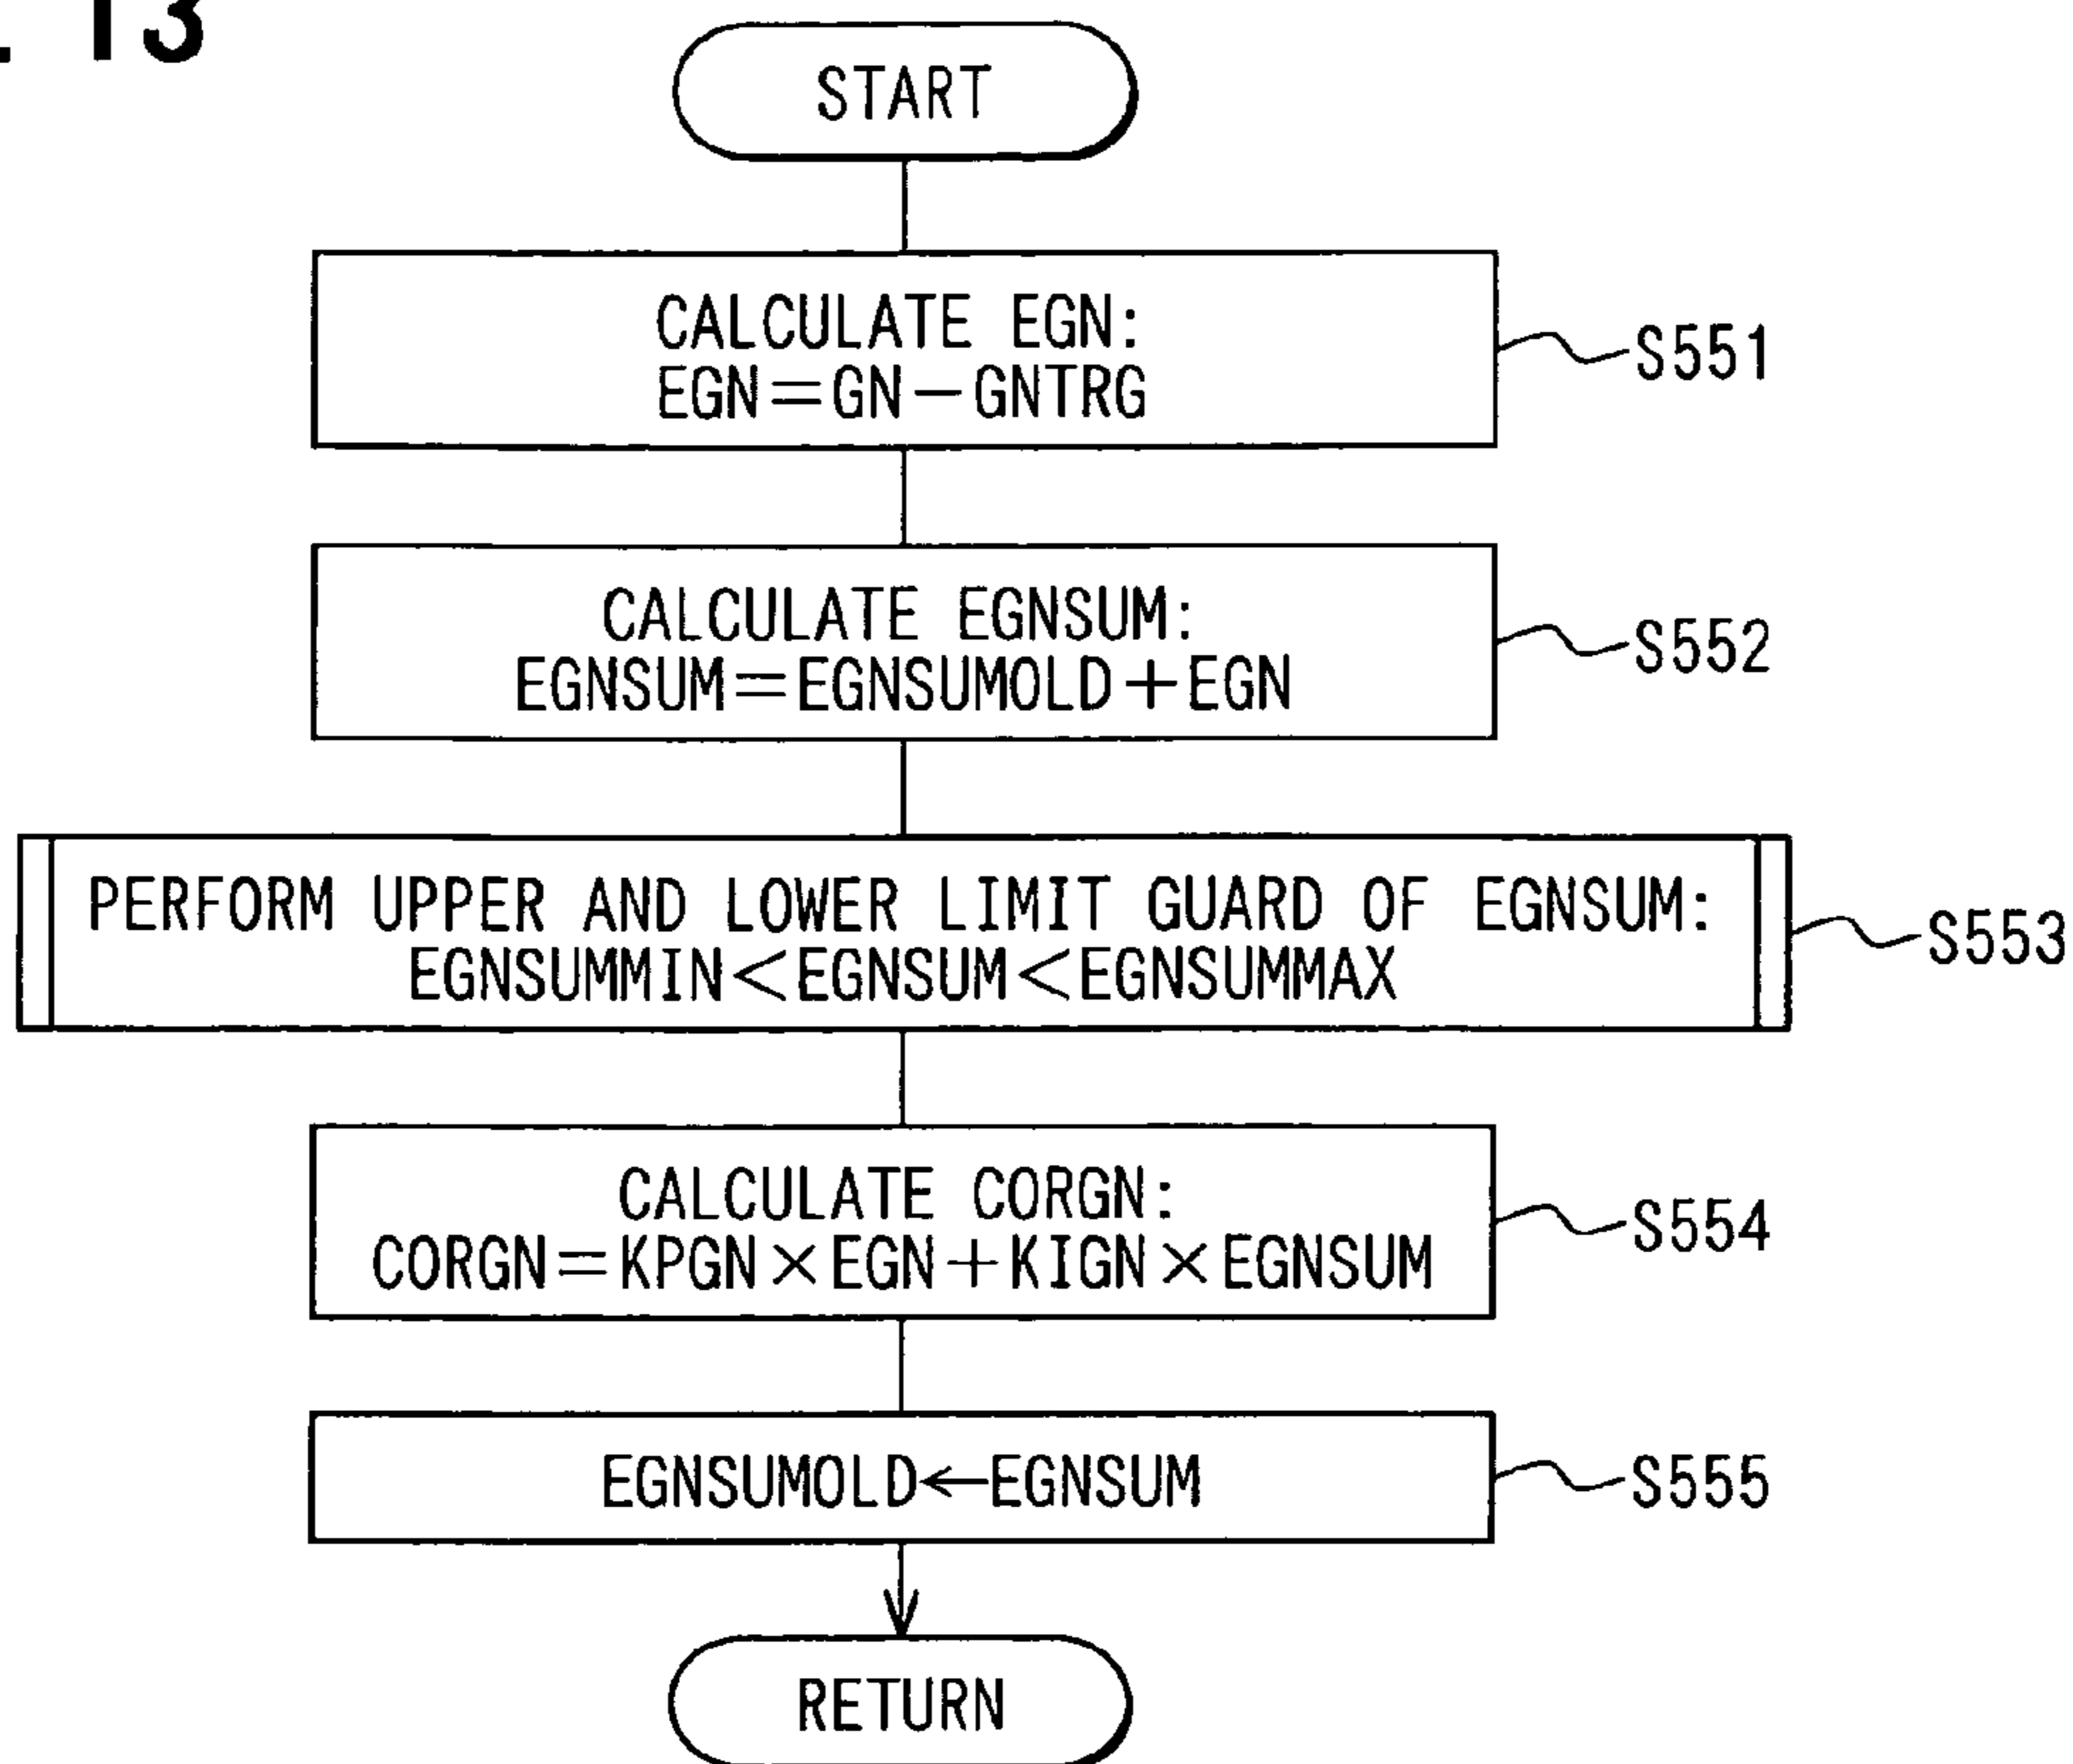 13
START
CALCULATE EGN:
EGN=GN-GNTRG
S551
CALCULATE EGNSUM:
EGNSUM=EGNSUMOLD+EGN
S552
PERFORM UPPER AND LOWER LIMIT GUARD OF EGNSUM:
EGNSUMMIN<EGNSUM<EGNSUMMAX
S553
CALCULATE CORGN:
CORGN=KPGN×EGN+KIGN×EGNSUM
S554
EGNSUMOLD←EGNSUM
S555
RETURN